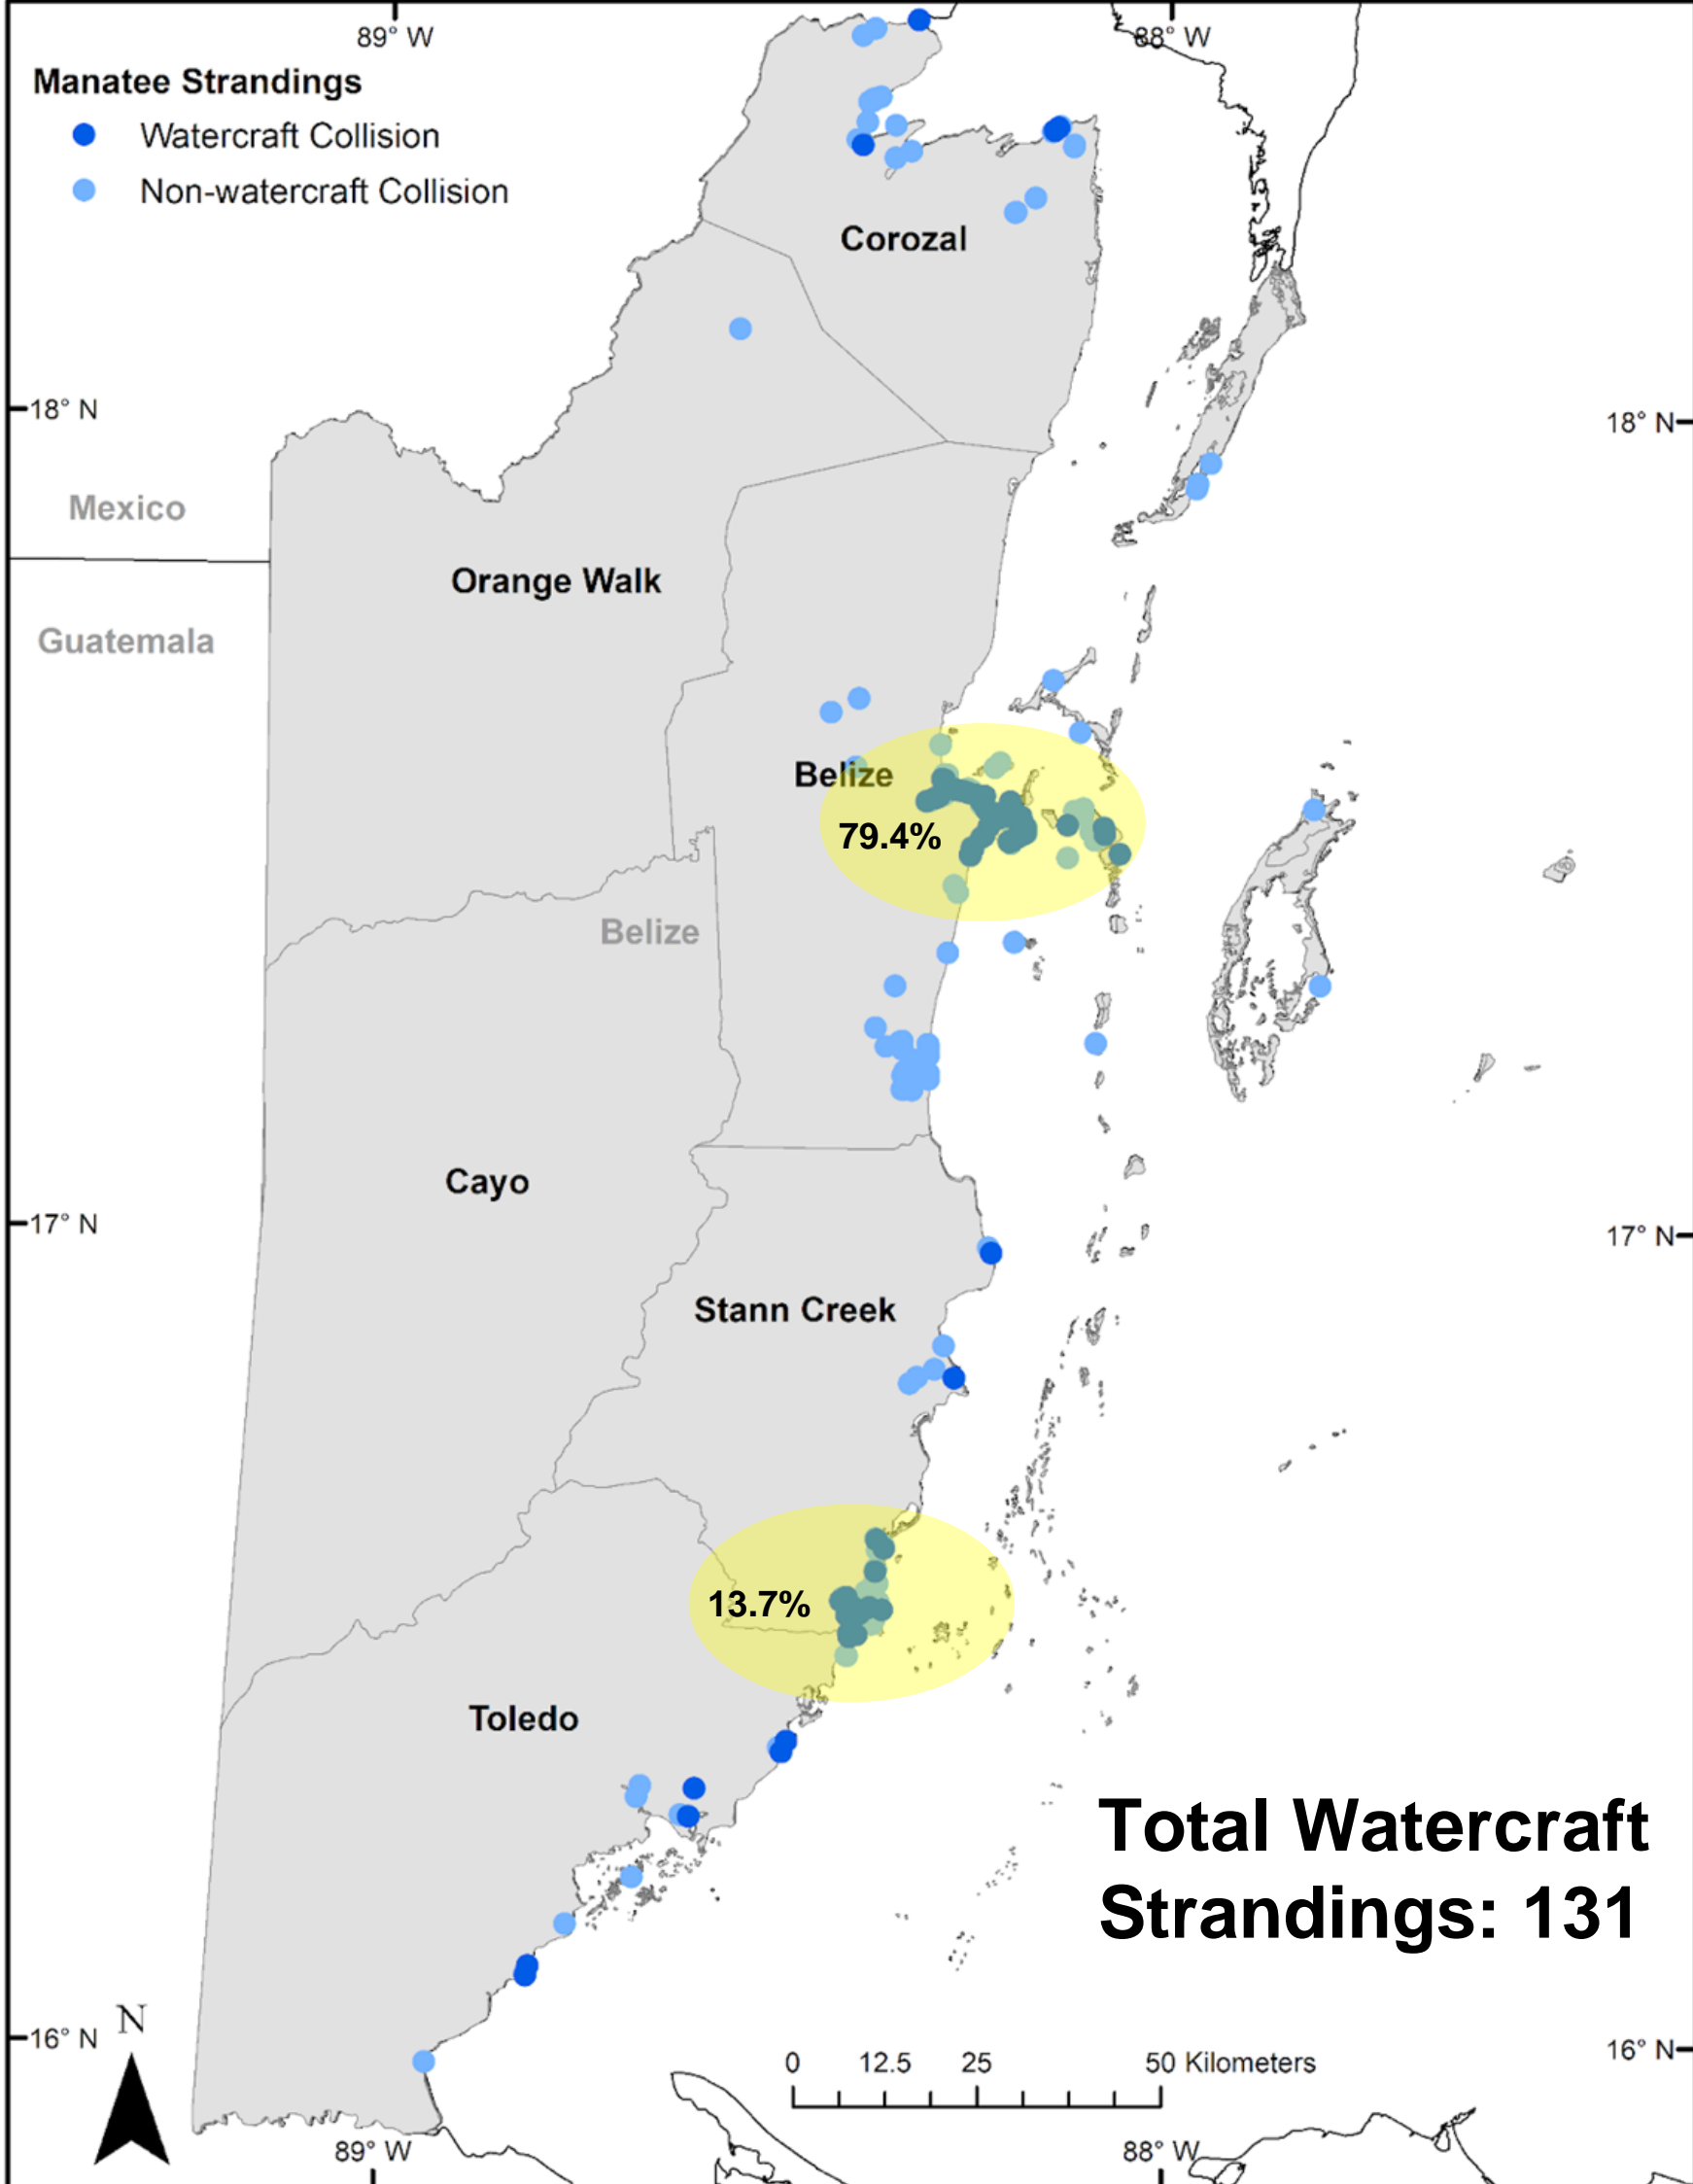 89° W
88° W
Manatee Strandings
Watercraft Collision
Non-watercraft Collision
Corozal
18° N
18° N
Mexico
Orange Walk
Guatemala
Belize
79.4%
Belize
Cayo
17° N
17° N
Stann Creek
13.7%
Toledo
Total Watercraft
Strandings: 131
N
16° N
16° N
0 12.5 25 50 Kilometers
89° W
88° W